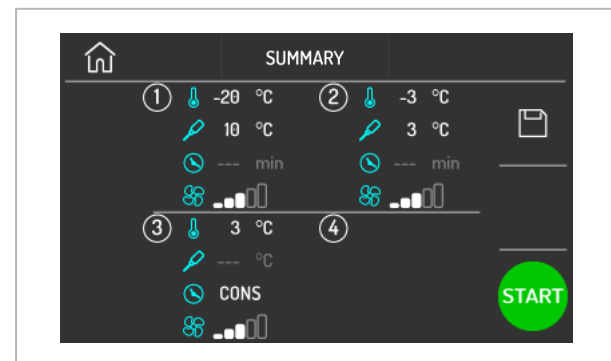 SUMMARY
1 -20 °C
10 °C
--- min
2 -3 °C
3 °C
--- min
3 3 °C
--- °C
CONS
4
START